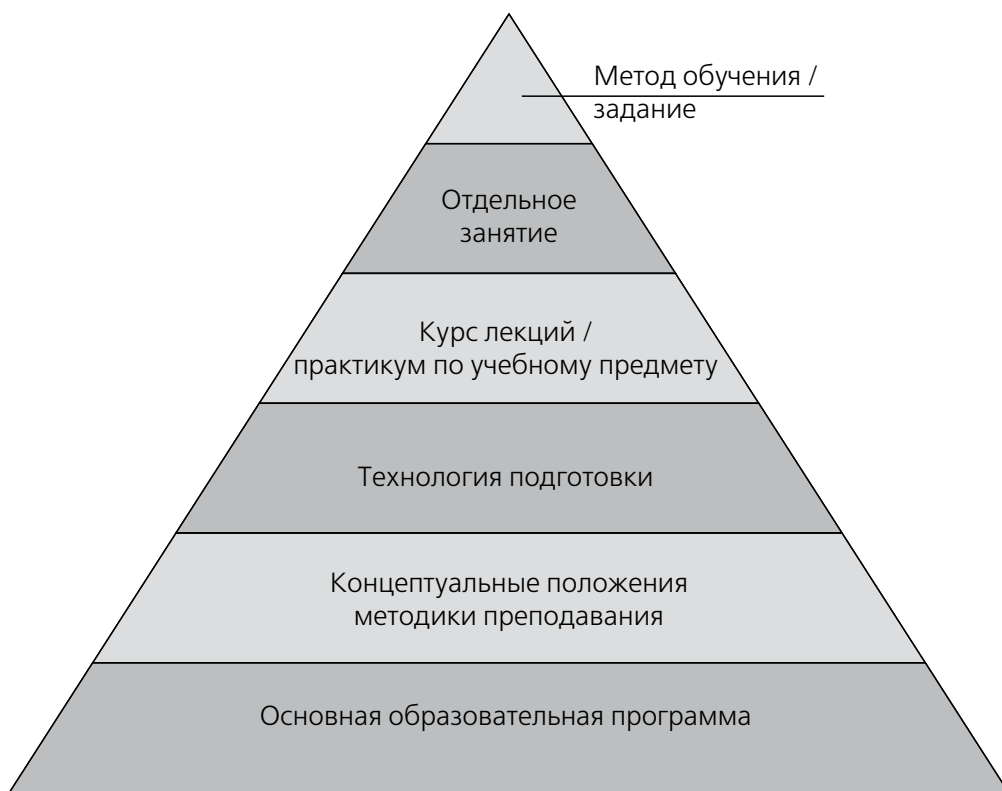 Метод обучения /
задание
Отдельное
занятие
Курс лекций /
практикум по учебному предмету
Технология подготовки
Концептуальные положения
методики преподавания
Основная образовательная программа